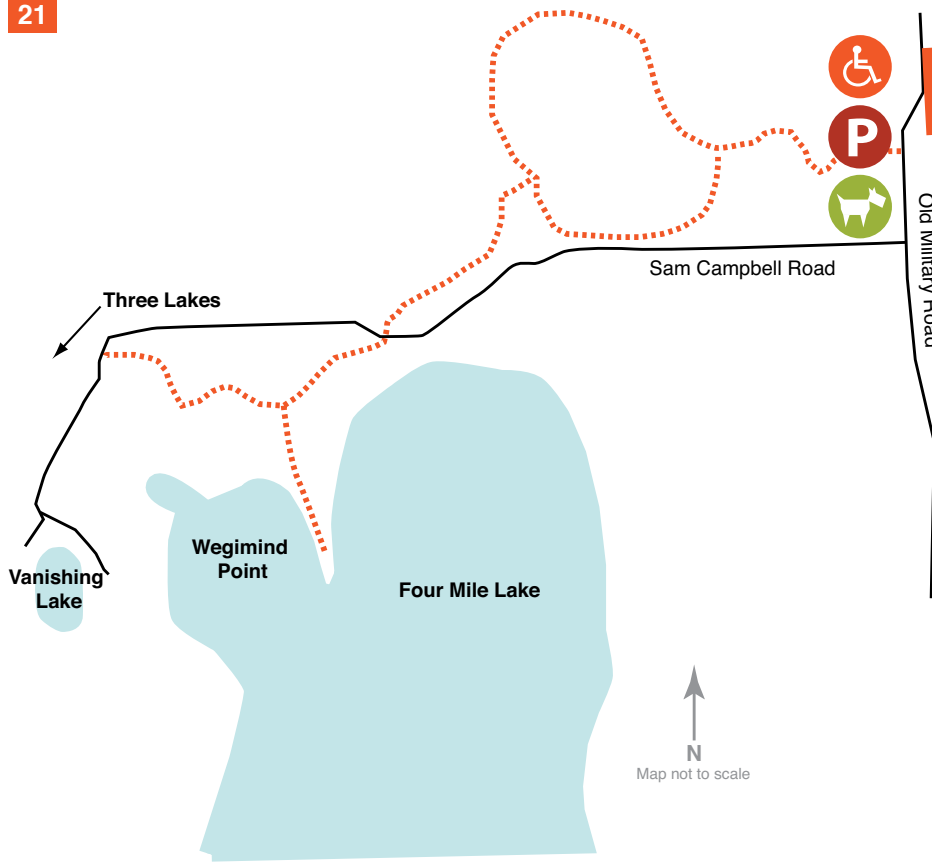 21
P
Old Military Road
Sam Campbell Road
Three Lakes
Wegimind
Point
Vanishing
Lake
Four Mile Lake
N
Map not to scale